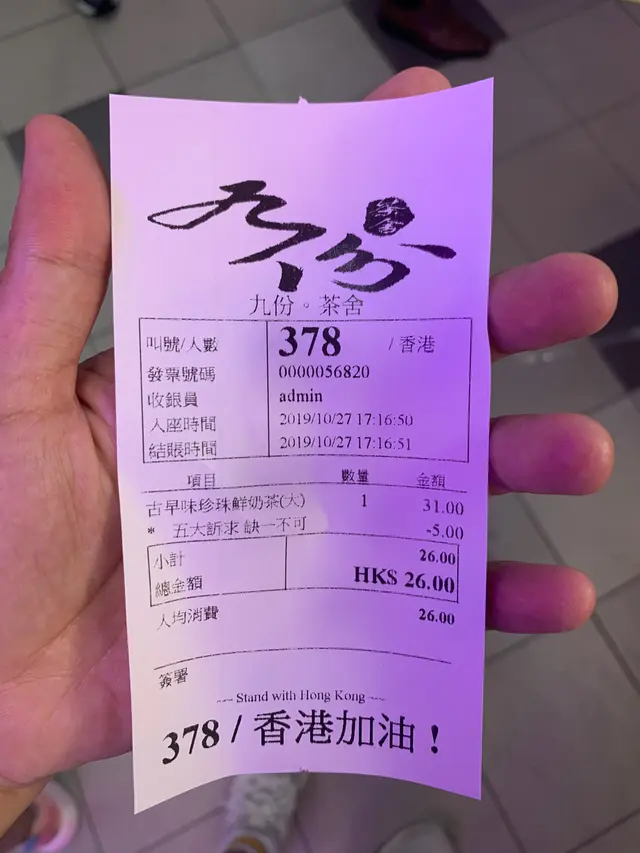 九份
茶舍
九份。茶舍
叫號/人數 378 / 香港
發票號碼 0000056820
收銀員 admin
入座時間 2019/10/27 17:16:50
結賬時間 2019/10/27 17:16:51
項目 數量 金額
古早味珍珠鮮奶茶(大) 1 31.00
* 五大訴求 缺一不可 -5.00
小計 26.00
總金額 HK$ 26.00
人均消費 26.00
簽署
~~ Stand with Hong Kong ~~
378 / 香港加油！